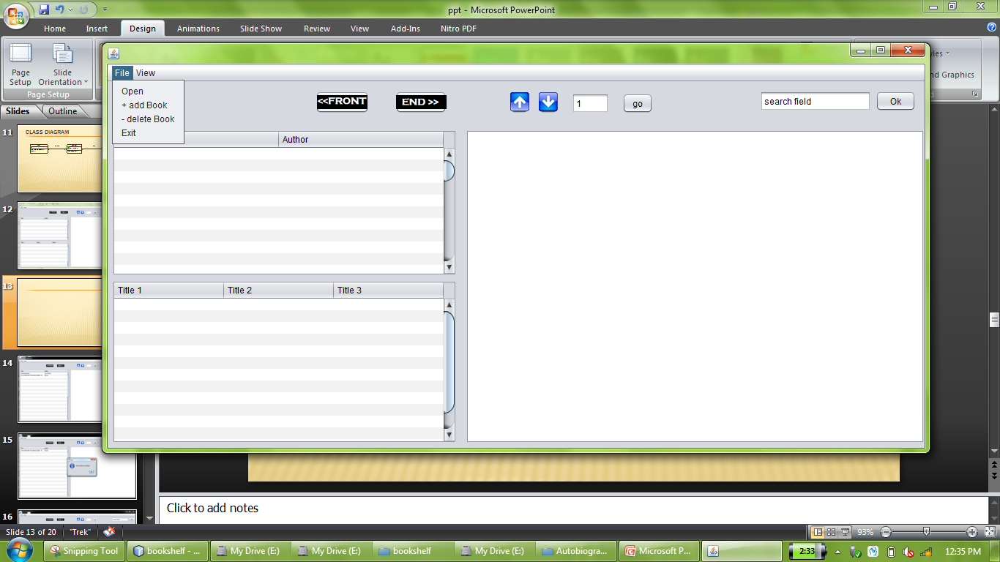 ppt - Microsoft PowerPoint
Home Insert Design Animations Slide Show Review View Add-Ins Nitro PDF
Page Setup
Slide Orientation
Page Setup
nd Graphics
Slides Outline
File View
Open
+ add Book
- delete Book
Exit
<<FRONT END >> 1 go search field Ok
Author
Title 1 Title 2 Title 3
11
CLASS DIAGRAM
12
13
14
15
16
Click to add notes
Slide 13 of 20 "Trek" 93%
Snipping Tool bookshelf - ... My Drive (E:) My Drive (E:) bookshelf My Drive (E:) Autobiogra... Microsoft P... 2:33 12:35 PM